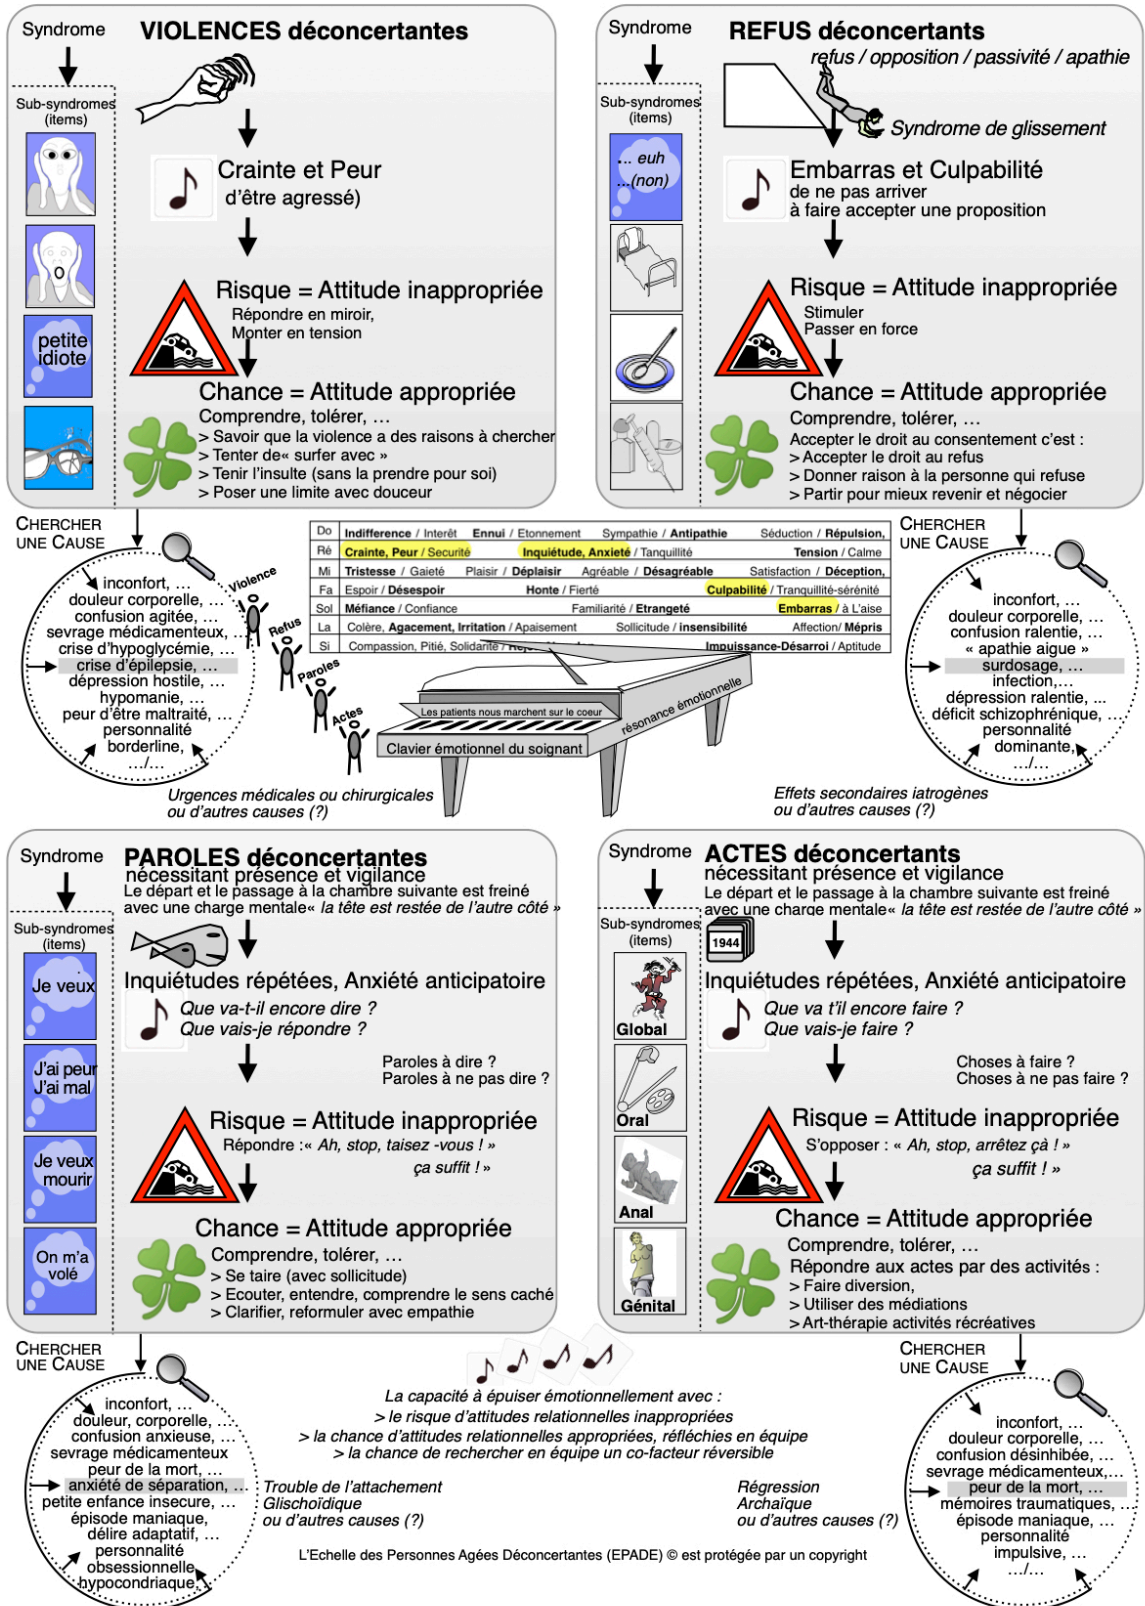 Syndrome
VIOLENCES déconcertantes
Sub-syndromes
(items)
petite
idiote
Crainte et Peur
d'être agressé)
Risque = Attitude inappropriée
Répondre en miroir,
Monter en tension
Chance = Attitude appropriée
Comprendre, tolérer, …
> Savoir que la violence a des raisons à chercher
> Tenter de« surfer avec »
> Tenir l'insulte (sans la prendre pour soi)
> Poser une limite avec douceur
Syndrome
REFUS déconcertants
refus / opposition / passivité / apathie
Syndrome de glissement
Sub-syndromes
(items)
... euh
...(non)
Embarras et Culpabilité
de ne pas arriver
à faire accepter une proposition
Risque = Attitude inappropriée
Stimuler
Passer en force
Chance = Attitude appropriée
Comprendre, tolérer, …
Accepter le droit au consentement c'est :
> Accepter le droit au refus
> Donner raison à la personne qui refuse
> Partir pour mieux revenir et négocier
CHERCHER
UNE CAUSE
inconfort, …
douleur corporelle, …
confusion agitée, …
sevrage médicamenteux, …
crise d'hypoglycémie, …
crise d'épilepsie, …
dépression hostile, …
hypomanie, …
peur d'être maltraité, …
personnalité
borderline,
…/…
Violence
Refus
Paroles
Actes
Do Indifference / Interêt Ennui / Etonnement Sympathie / Antipathie Séduction / Répulsion,
Ré Crainte, Peur / Securité Inquiétude, Anxieté / Tanquillité Tension / Calme
Mi Tristesse / Gaieté Plaisir / Déplaisir Agréable / Désagréable Satisfaction / Déception,
Fa Espoir / Désespoir Honte / Fierté Culpabilité / Tranquillité-sérénité
Sol Méfiance / Confiance Familiarité / Etrangeté Embarras / à L'aise
La Colère, Agacement, Irritation / Apaisement Sollicitude / insensibilité Affection/ Mépris
Si Compassion, Pitié, Solidarité / Impuissance-Désarroi / Aptitude
Les patients nous marchent sur le coeur
Clavier émotionnel du soignant
résonance émotionnelle
CHERCHER
UNE CAUSE
inconfort, …
douleur corporelle, …
confusion ralentie, …
« apathie aigue »
surdosage, …
infection,…
dépression ralentie, ...
déficit schizophrénique, …
personnalité
dominante,
…/…
Urgences médicales ou chirurgicales
ou d'autres causes (?)
Effets secondaires iatrogènes
ou d'autres causes (?)
Syndrome
PAROLES déconcertantes
nécessitant présence et vigilance
Le départ et le passage à la chambre suivante est freiné
avec une charge mentale« la tête est restée de l'autre côté »
Sub-syndromes
(items)
Je veux
J'ai peur
J'ai mal
Je veux
mourir
On m'a
volé
Inquiétudes répétées, Anxiété anticipatoire
Que va-t-il encore dire ?
Que vais-je répondre ?
Paroles à dire ?
Paroles à ne pas dire ?
Risque = Attitude inappropriée
Répondre :« Ah, stop, taisez -vous ! »
ça suffit ! »
Chance = Attitude appropriée
Comprendre, tolérer, …
> Se taire (avec sollicitude)
> Ecouter, entendre, comprendre le sens caché
> Clarifier, reformuler avec empathie
Syndrome
ACTES déconcertants
nécessitant présence et vigilance
Le départ et le passage à la chambre suivante est freiné
avec une charge mentale« la tête est restée de l'autre côté »
Sub-syndromes
(items)
1944
Global
Oral
Anal
Génital
Inquiétudes répétées, Anxiété anticipatoire
Que va t'il encore faire ?
Que vais-je faire ?
Choses à faire ?
Choses à ne pas faire ?
Risque = Attitude inappropriée
S'opposer : « Ah, stop, arrêtez çà ! »
ça suffit ! »
Chance = Attitude appropriée
Comprendre, tolérer, …
Répondre aux actes par des activités :
> Faire diversion,
> Utiliser des médiations
> Art-thérapie activités récréatives
CHERCHER
UNE CAUSE
inconfort, …
douleur, corporelle, …
confusion anxieuse, …
sevrage médicamenteux
peur de la mort, …
anxiété de séparation, …
petite enfance insecure, …
épisode maniaque,
délire adaptatif, …
personnalité
obsessionnelle
hypocondriaque,
La capacité à épuiser émotionnellement avec :
> le risque d'attitudes relationnelles inappropriées
> la chance d'attitudes relationnelles appropriées, réfléchies en équipe
> la chance de rechercher en équipe un co-facteur réversible
Trouble de l'attachement
Glischoïdique
ou d'autres causes (?)
Régression
Archaïque
ou d'autres causes (?)
CHERCHER
UNE CAUSE
inconfort, …
douleur corporelle, …
confusion désinhibée, …
sevrage médicamenteux,…
peur de la mort, …
mémoires traumatiques, …
épisode maniaque, …
personnalité
impulsive, …
…/…
L'Echelle des Personnes Agées Déconcertantes (EPADE) © est protégée par un copyright